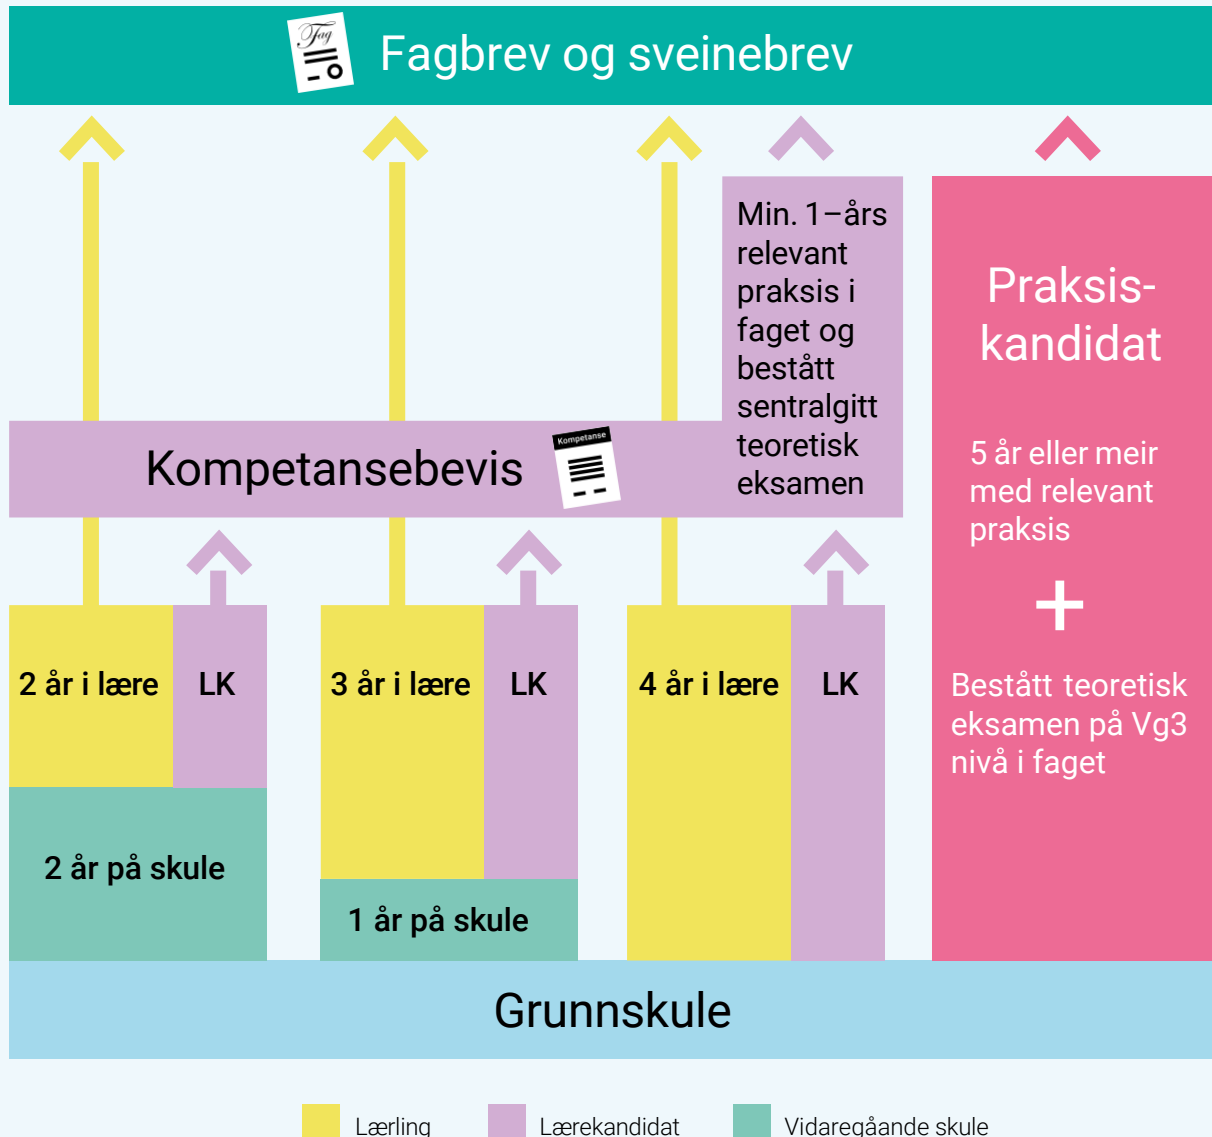 Fag
Fagbrev og sveinebrev
Min. 1–års
relevant
praksis i
faget og
bestått
sentralgitt
teoretisk
eksamen
Praksis-
kandidat
5 år eller meir
med relevant
praksis
+
Bestått teoretisk
eksamen på Vg3
nivå i faget
Kompetansebevis
Kompetanse
2 år i lære
LK
3 år i lære
LK
4 år i lære
LK
2 år på skule
1 år på skule
Grunnskule
Lærling
Lærekandidat
Vidaregåande skule